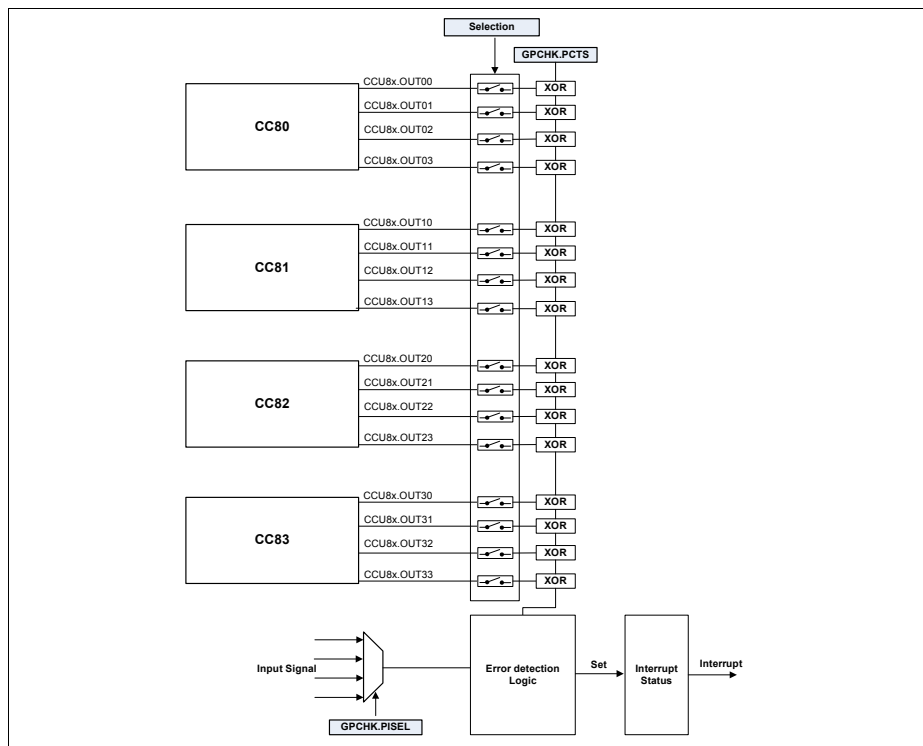 Selection
GPCHK.PCTS
CCU8x.OUT00
XOR
CCU8x.OUT01
XOR
CC80
CCU8x.OUT02
XOR
CCU8x.OUT03
XOR
CCU8x.OUT10
XOR
CCU8x.OUT11
XOR
CC81
CCU8x.OUT12
XOR
CCU8x.OUT13
XOR
CCU8x.OUT20
XOR
CCU8x.OUT21
XOR
CC82
CCU8x.OUT22
XOR
CCU8x.OUT23
XOR
CCU8x.OUT30
XOR
CCU8x.OUT31
XOR
CC83
CCU8x.OUT32
XOR
CCU8x.OUT33
XOR
Input Signal
Error detection
Logic
Set
Interrupt
Status
Interrupt
GPCHK.PISEL